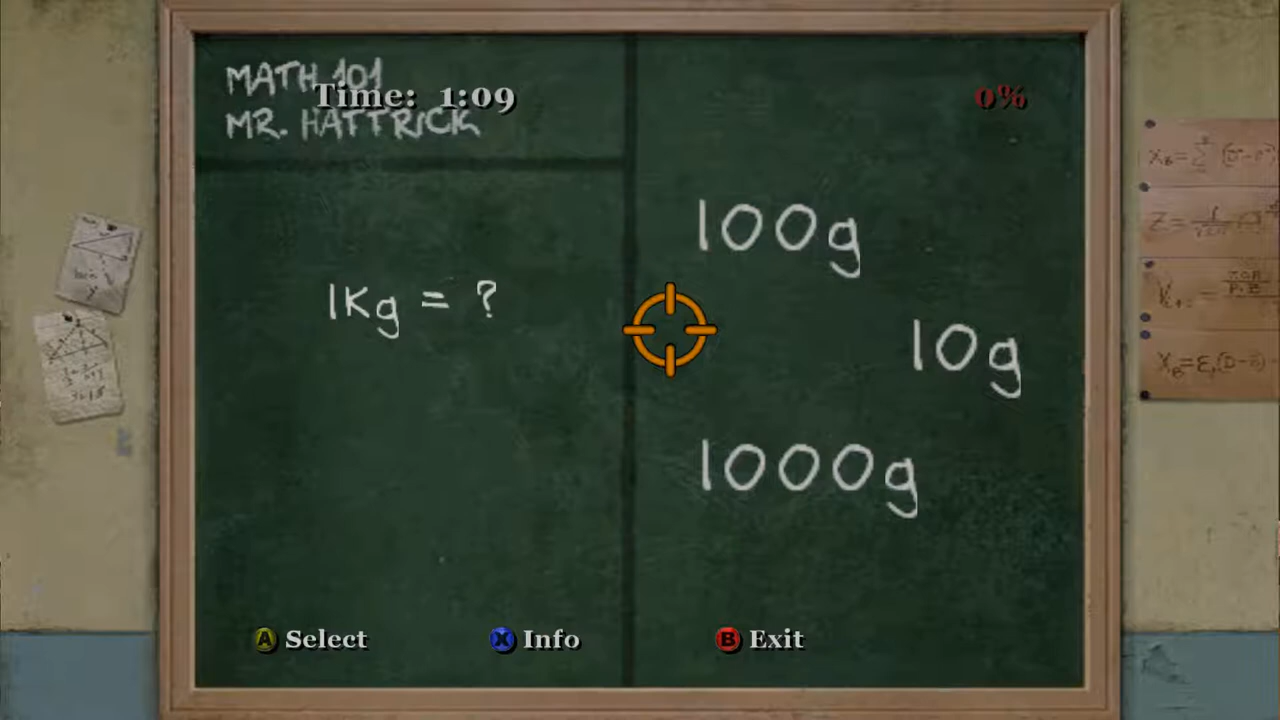 MATH 101
Time: 1:09
0%
MR. HATTRICK
1Kg = ?
100g
10g
1000g
A Select
X Info
B Exit